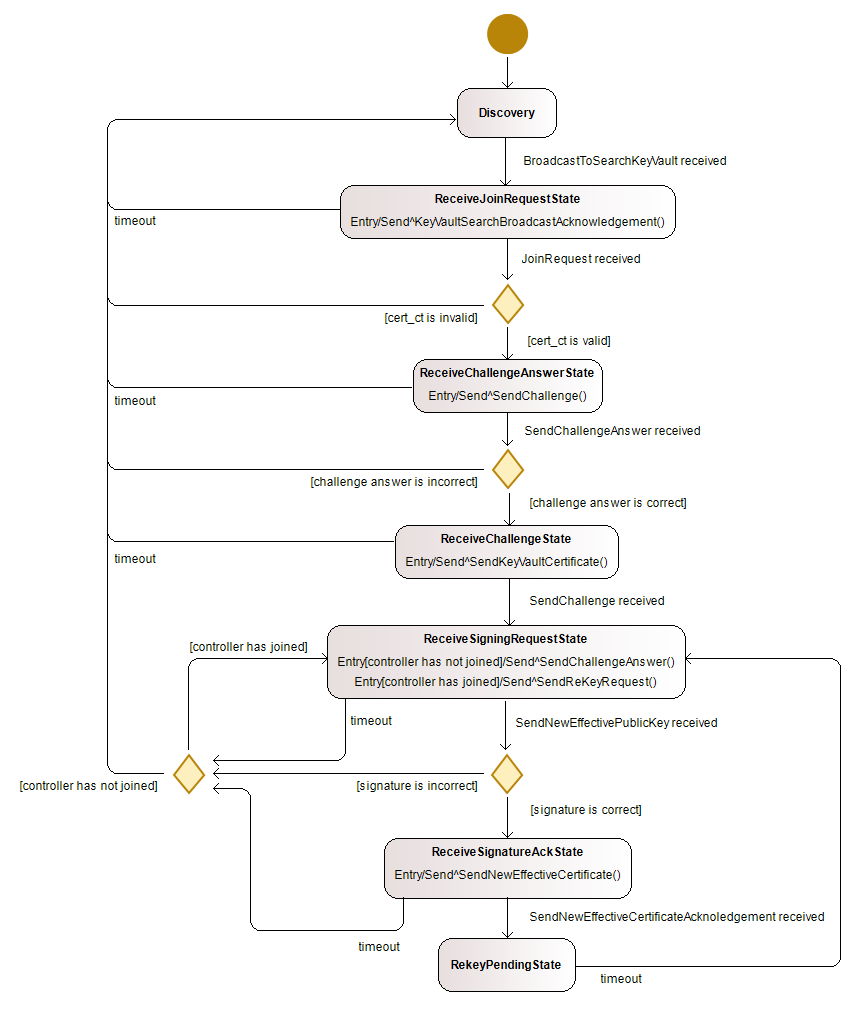 Discovery
BroadcastToSearchKeyVault received
ReceiveJoinRequestState
Entry/Send^KeyVaultSearchBroadcastAcknowledgement()
timeout
JoinRequest received
[cert_ct is invalid]
[cert_ct is valid]
ReceiveChallengeAnswerState
Entry/Send^SendChallenge()
timeout
SendChallengeAnswer received
[challenge answer is incorrect]
[challenge answer is correct]
ReceiveChallengeState
Entry/Send^SendKeyVaultCertificate()
timeout
SendChallenge received
ReceiveSigningRequestState
[controller has joined]
Entry[controller has not joined]/Send^SendChallengeAnswer()
Entry[controller has joined]/Send^SendReKeyRequest()
timeout
SendNewEffectivePublicKey received
[controller has not joined]
[signature is incorrect]
[signature is correct]
ReceiveSignatureAckState
Entry/Send^SendNewEffectiveCertificate()
SendNewEffectiveCertificateAcknoledgement received
timeout
RekeyPendingState
timeout